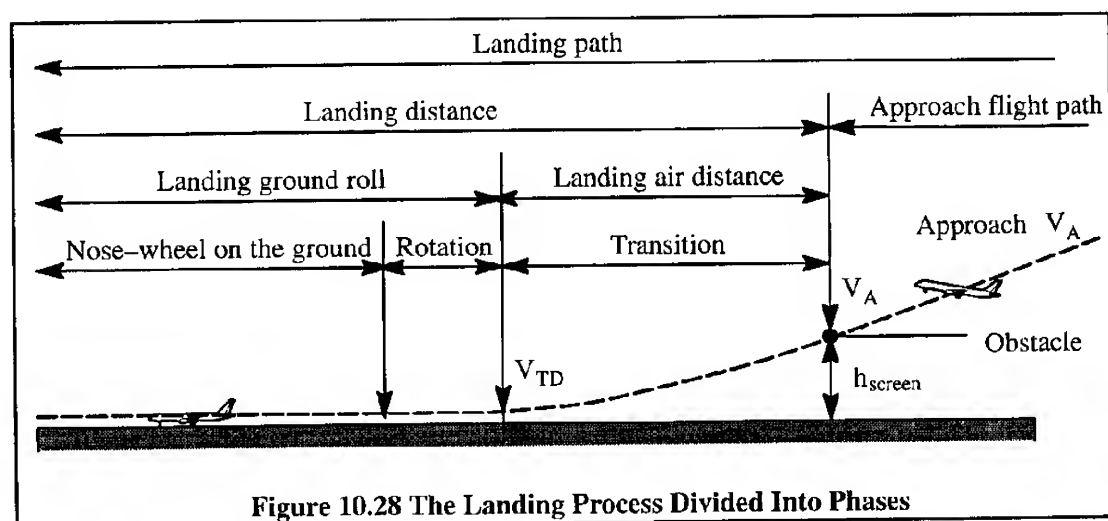 Landing path
Landing distance
Approach flight path
Landing ground roll
Landing air distance
Nose–wheel on the ground
Rotation
Transition
Approach V_A
V_A
Obstacle
V_TD
h_screen
Figure 10.28 The Landing Process Divided Into Phases